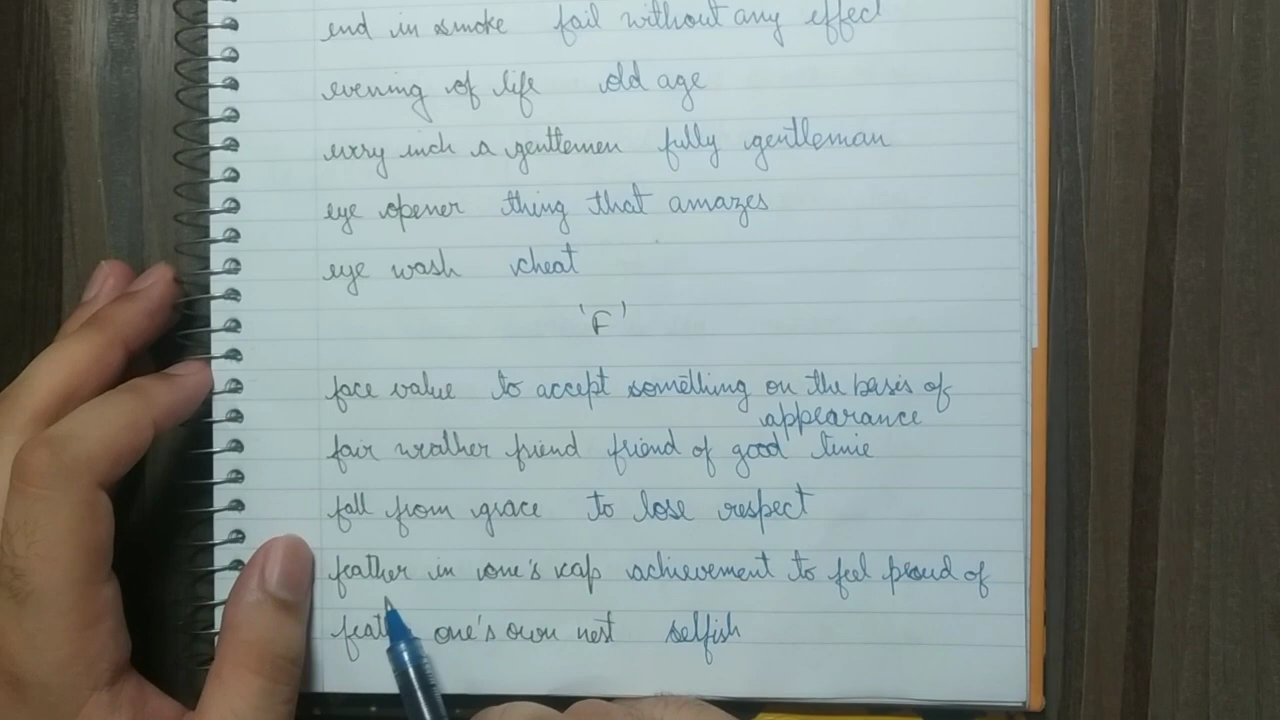 end in smoke fail without any effect
evening of life old age
every inch a gentlemen fully gentleman
eye opener thing that amazes
eye wash cheat
'F'
face value to accept something on the basis of
appearance
fair weather friend friend of good time
fall from grace to lose respect
feather in one's cap achievement to feel proud of
one's own nest selfish